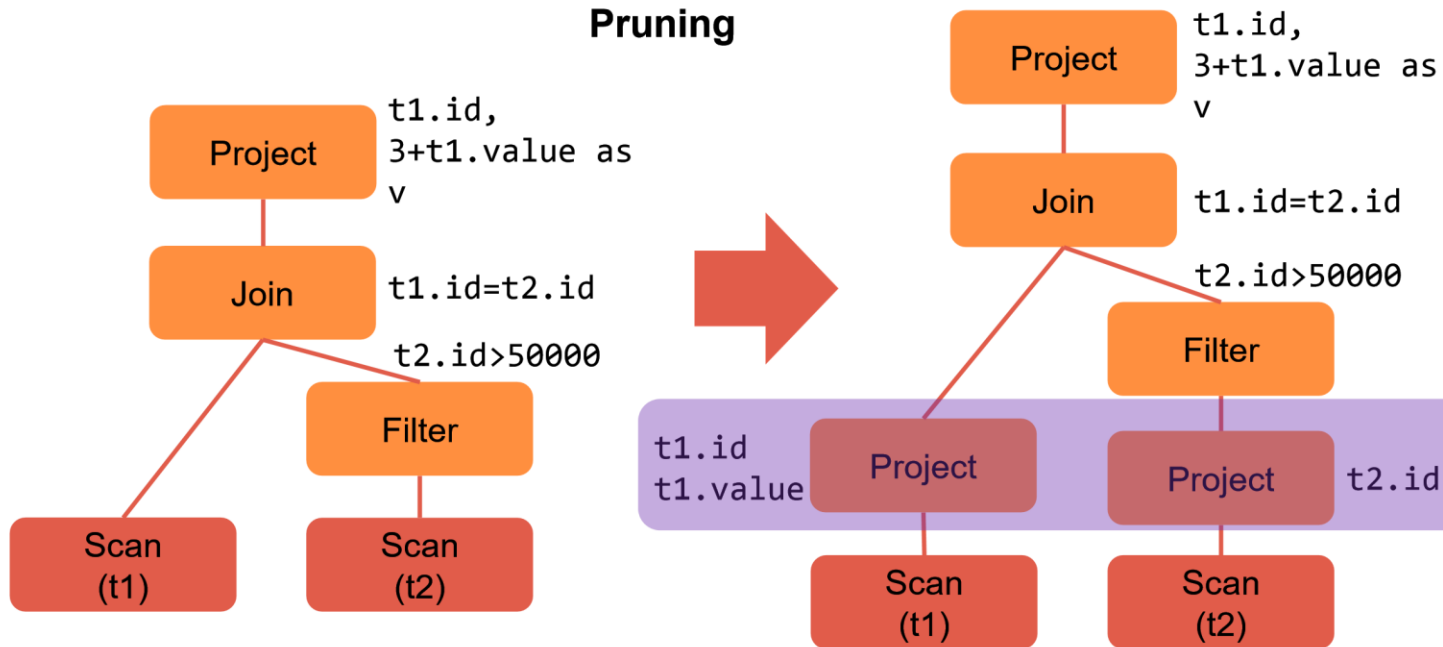 Pruning
Project
t1.id,
3+t1.value as
v
Join
t1.id=t2.id
t2.id>50000
Filter
Scan
(t1)
Scan
(t2)
Project
t1.id,
3+t1.value as
v
Join
t1.id=t2.id
t2.id>50000
Filter
t1.id
t1.value
Project
Project
t2.id
Scan
(t1)
Scan
(t2)